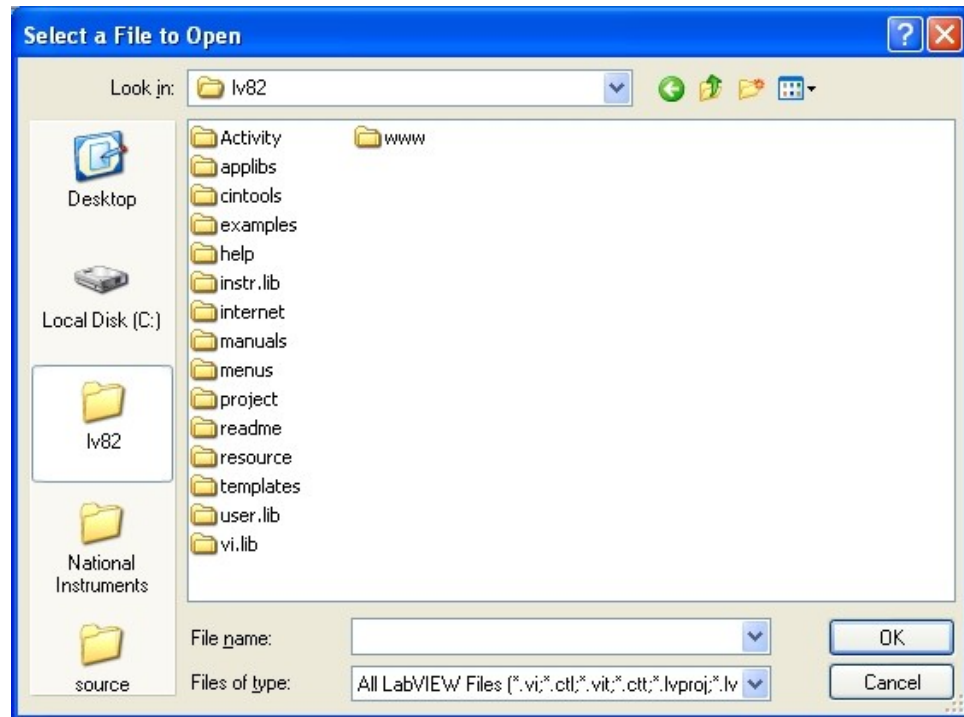 Select a File to Open
Look in:
lv82
Desktop
Local Disk (C:)
lv82
National
Instruments
source
Activity
applibs
cintools
examples
help
instr.lib
internet
manuals
menus
project
readme
resource
templates
user.lib
vi.lib
www
File name:
OK
Files of type:
All LabVIEW Files (*.vi;*.ctl;*.vit;*.ctt;*.lvproj;*.lv
Cancel